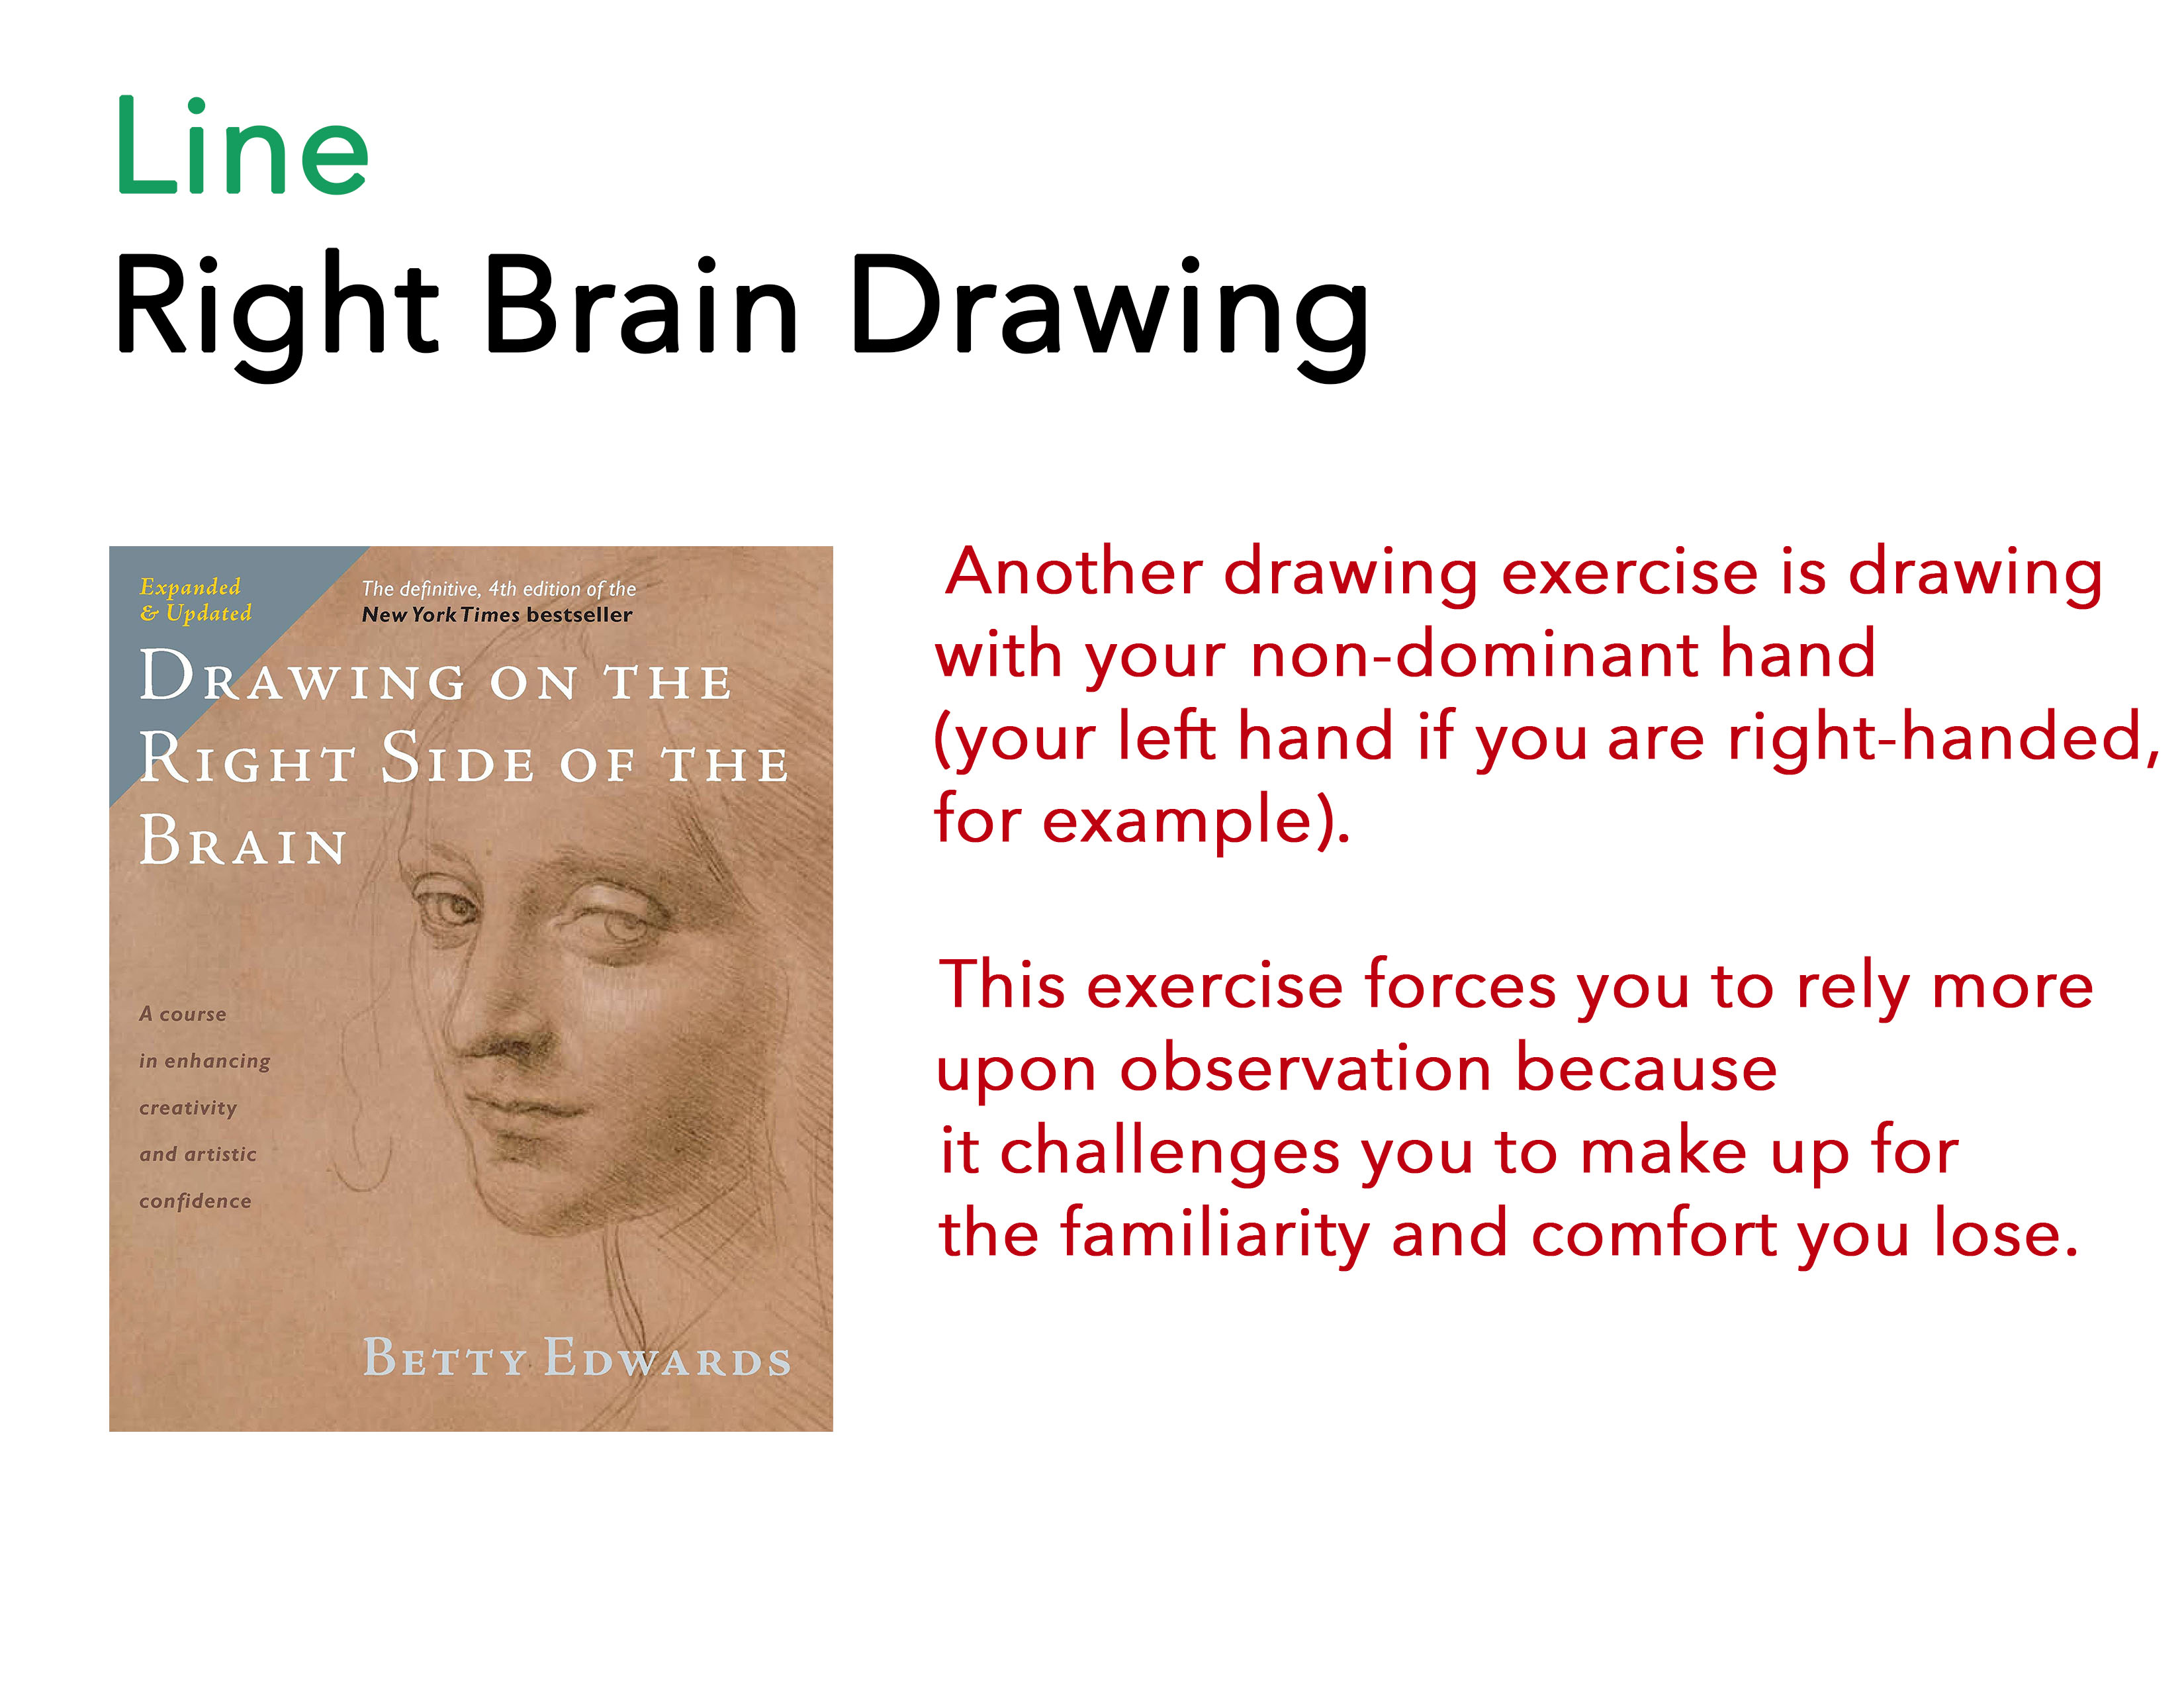 Line
Right Brain Drawing
Expanded
& Updated
The definitive, 4th edition of the
New York Times bestseller
Drawing on the
Right Side of the
Brain
A course
in enhancing
creativity
and artistic
confidence
Betty Edwards
Another drawing exercise is drawing
with your non-dominant hand
(your left hand if you are right-handed,
for example).
This exercise forces you to rely more
upon observation because
it challenges you to make up for
the familiarity and comfort you lose.